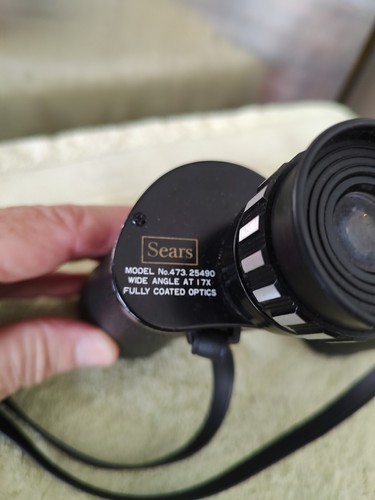 Sears
MODEL No.473.25490
WIDE ANGLE AT 17X
FULLY COATED OPTICS